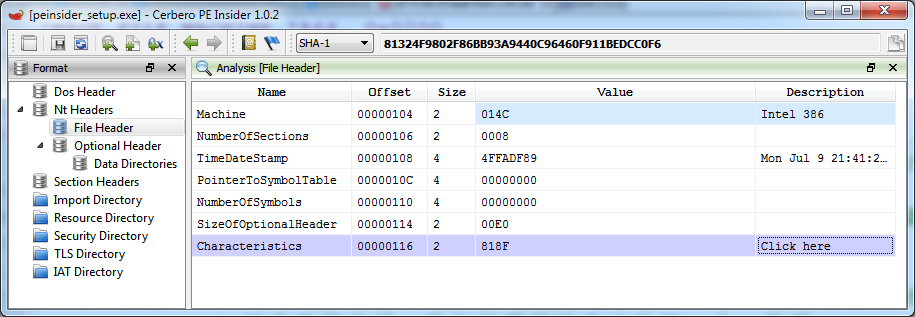 [peinsider_setup.exe] - Cerbero PE Insider 1.0.2
SHA-1 81324F9802F86BB93A9440C96460F911BEDCC0F6
Format
Dos Header
Nt Headers
File Header
Optional Header
Data Directories
Section Headers
Import Directory
Resource Directory
Security Directory
TLS Directory
IAT Directory
Analysis [File Header]
Name Offset Size Value Description
Machine 00000104 2 014C Intel 386
NumberOfSections 00000106 2 0008
TimeDateStamp 00000108 4 4FFADF89 Mon Jul 9 21:41:2...
PointerToSymbolTable 0000010C 4 00000000
NumberOfSymbols 00000110 4 00000000
SizeOfOptionalHeader 00000114 2 00E0
Characteristics 00000116 2 818F Click here